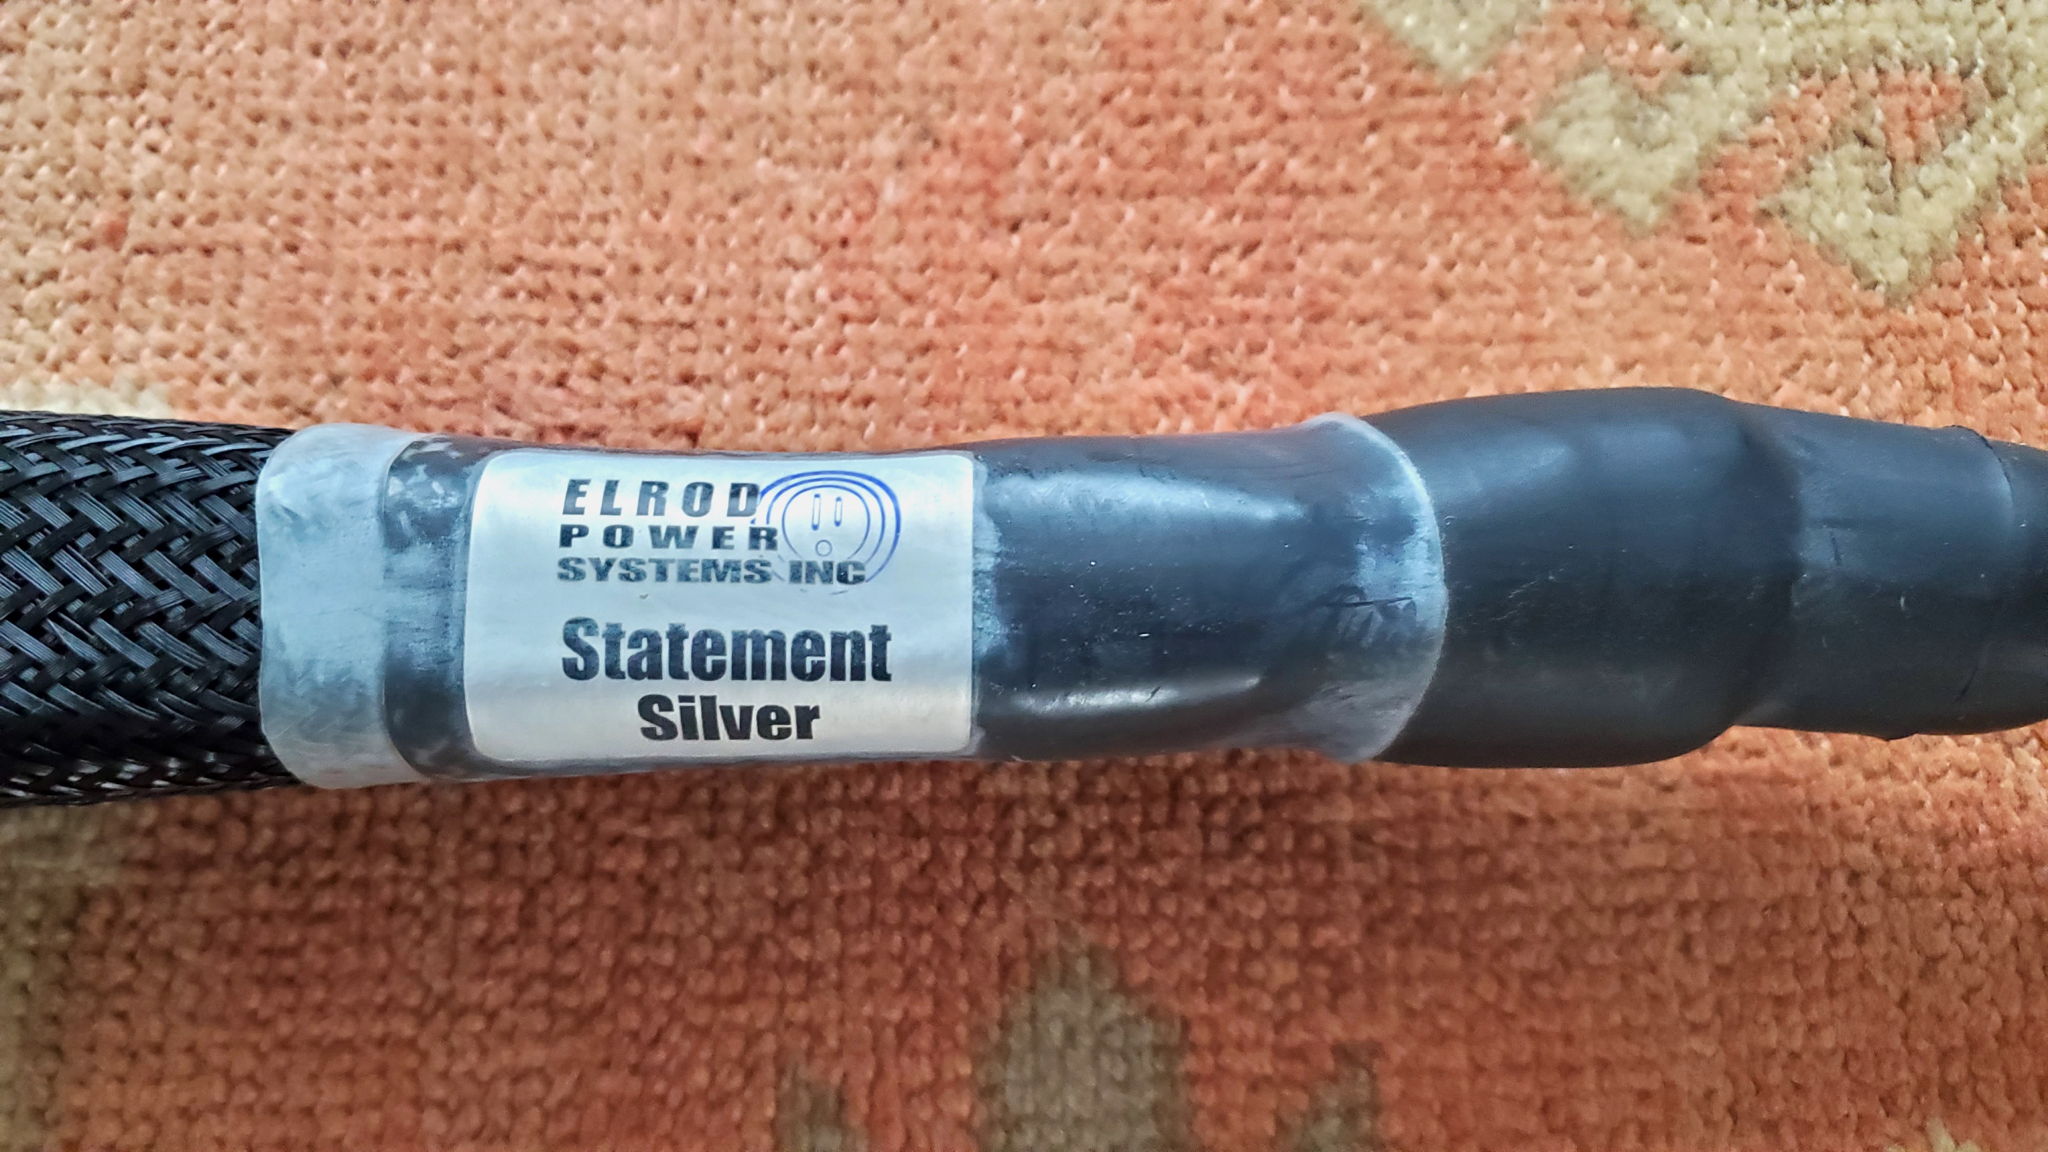 ELROD
POWER
SYSTEMS INC
Statement
Silver